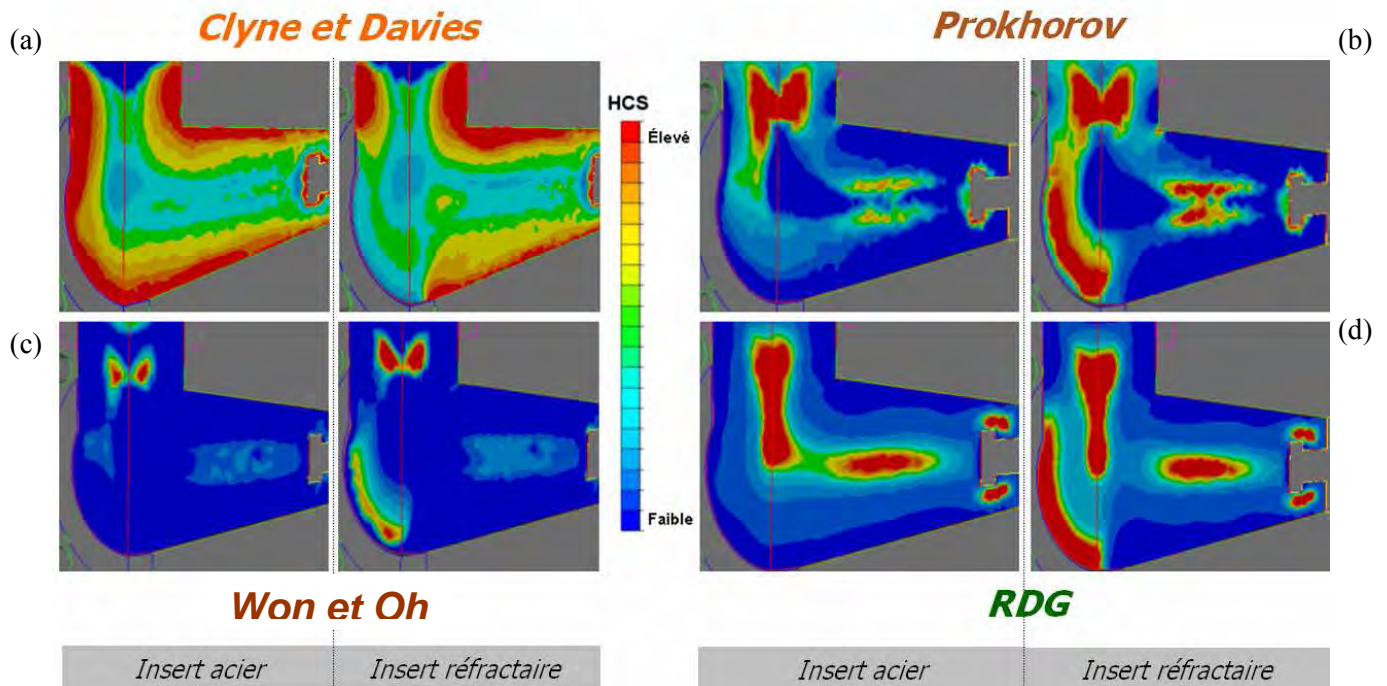 (a)
Clyne et Davies
Prokhorov
(b)
HCS
Élevé
(c)
(d)
Faible
Won et Oh
RDG
Insert acier
Insert réfractaire
Insert acier
Insert réfractaire